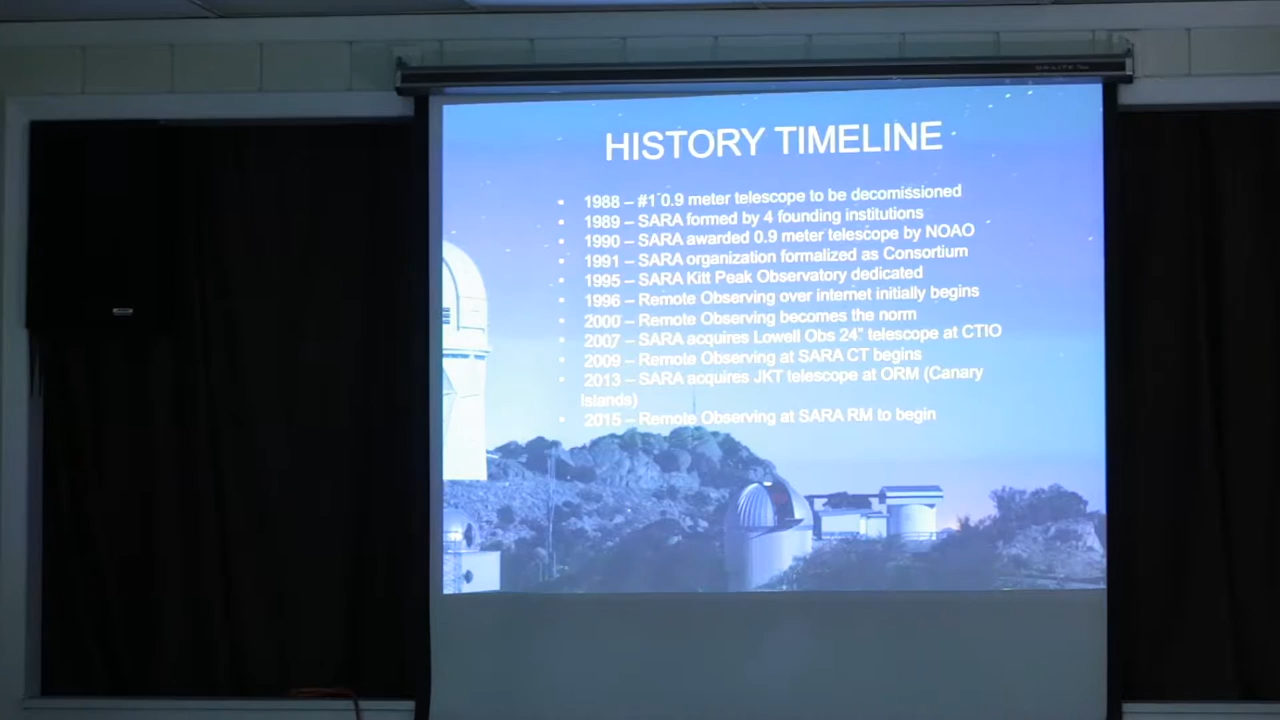 HISTORY TIMELINE
• 1988 – #1 0.9 meter telescope to be decomissioned
• 1989 – SARA formed by 4 founding institutions
• 1990 – SARA awarded 0.9 meter telescope by NOAO
• 1991 – SARA organization formalized as Consortium
• 1995 – SARA Kitt Peak Observatory dedicated
• 1996 – Remote Observing over internet initially begins
• 2000 – Remote Observing becomes the norm
• 2007 – SARA acquires Lowell Obs 24" telescope at CTIO
• 2009 – Remote Observing at SARA CT begins
• 2013 – SARA acquires JKT telescope at ORM (Canary
Islands)
• 2015 – Remote Observing at SARA RM to begin